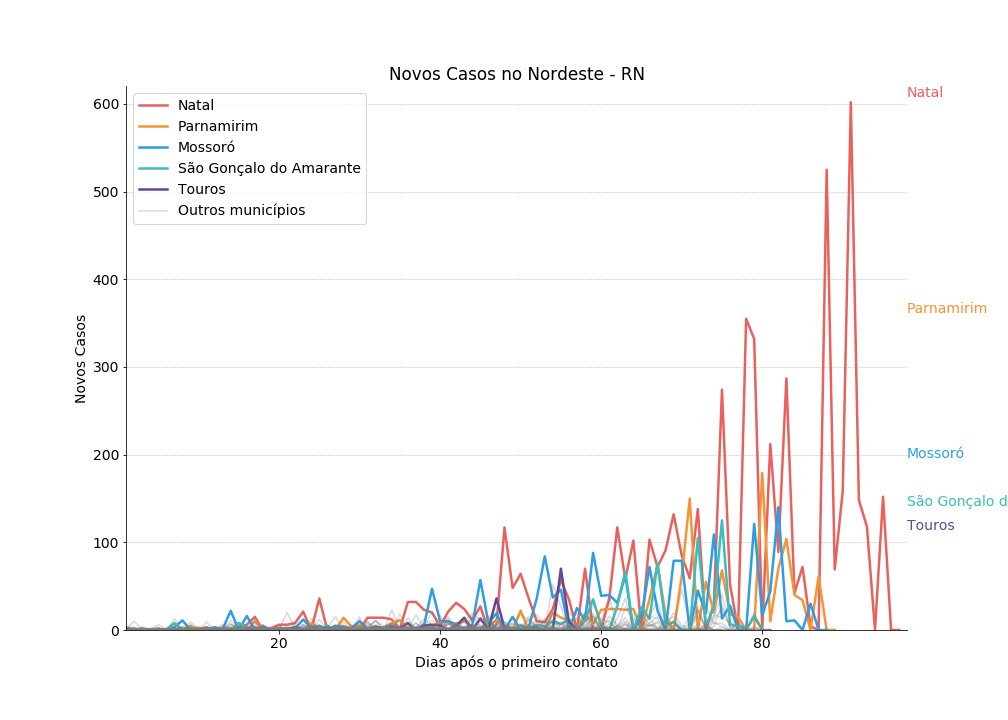 Novos Casos no Nordeste - RN
Natal
Parnamirim
Mossoró
São Gonçalo do Amarante
Touros
Outros municípios
600
500
400
300
200
100
0
Novos Casos
20
40
60
80
Dias após o primeiro contato
Natal
Parnamirim
Mossoró
São Gonçalo d
Touros